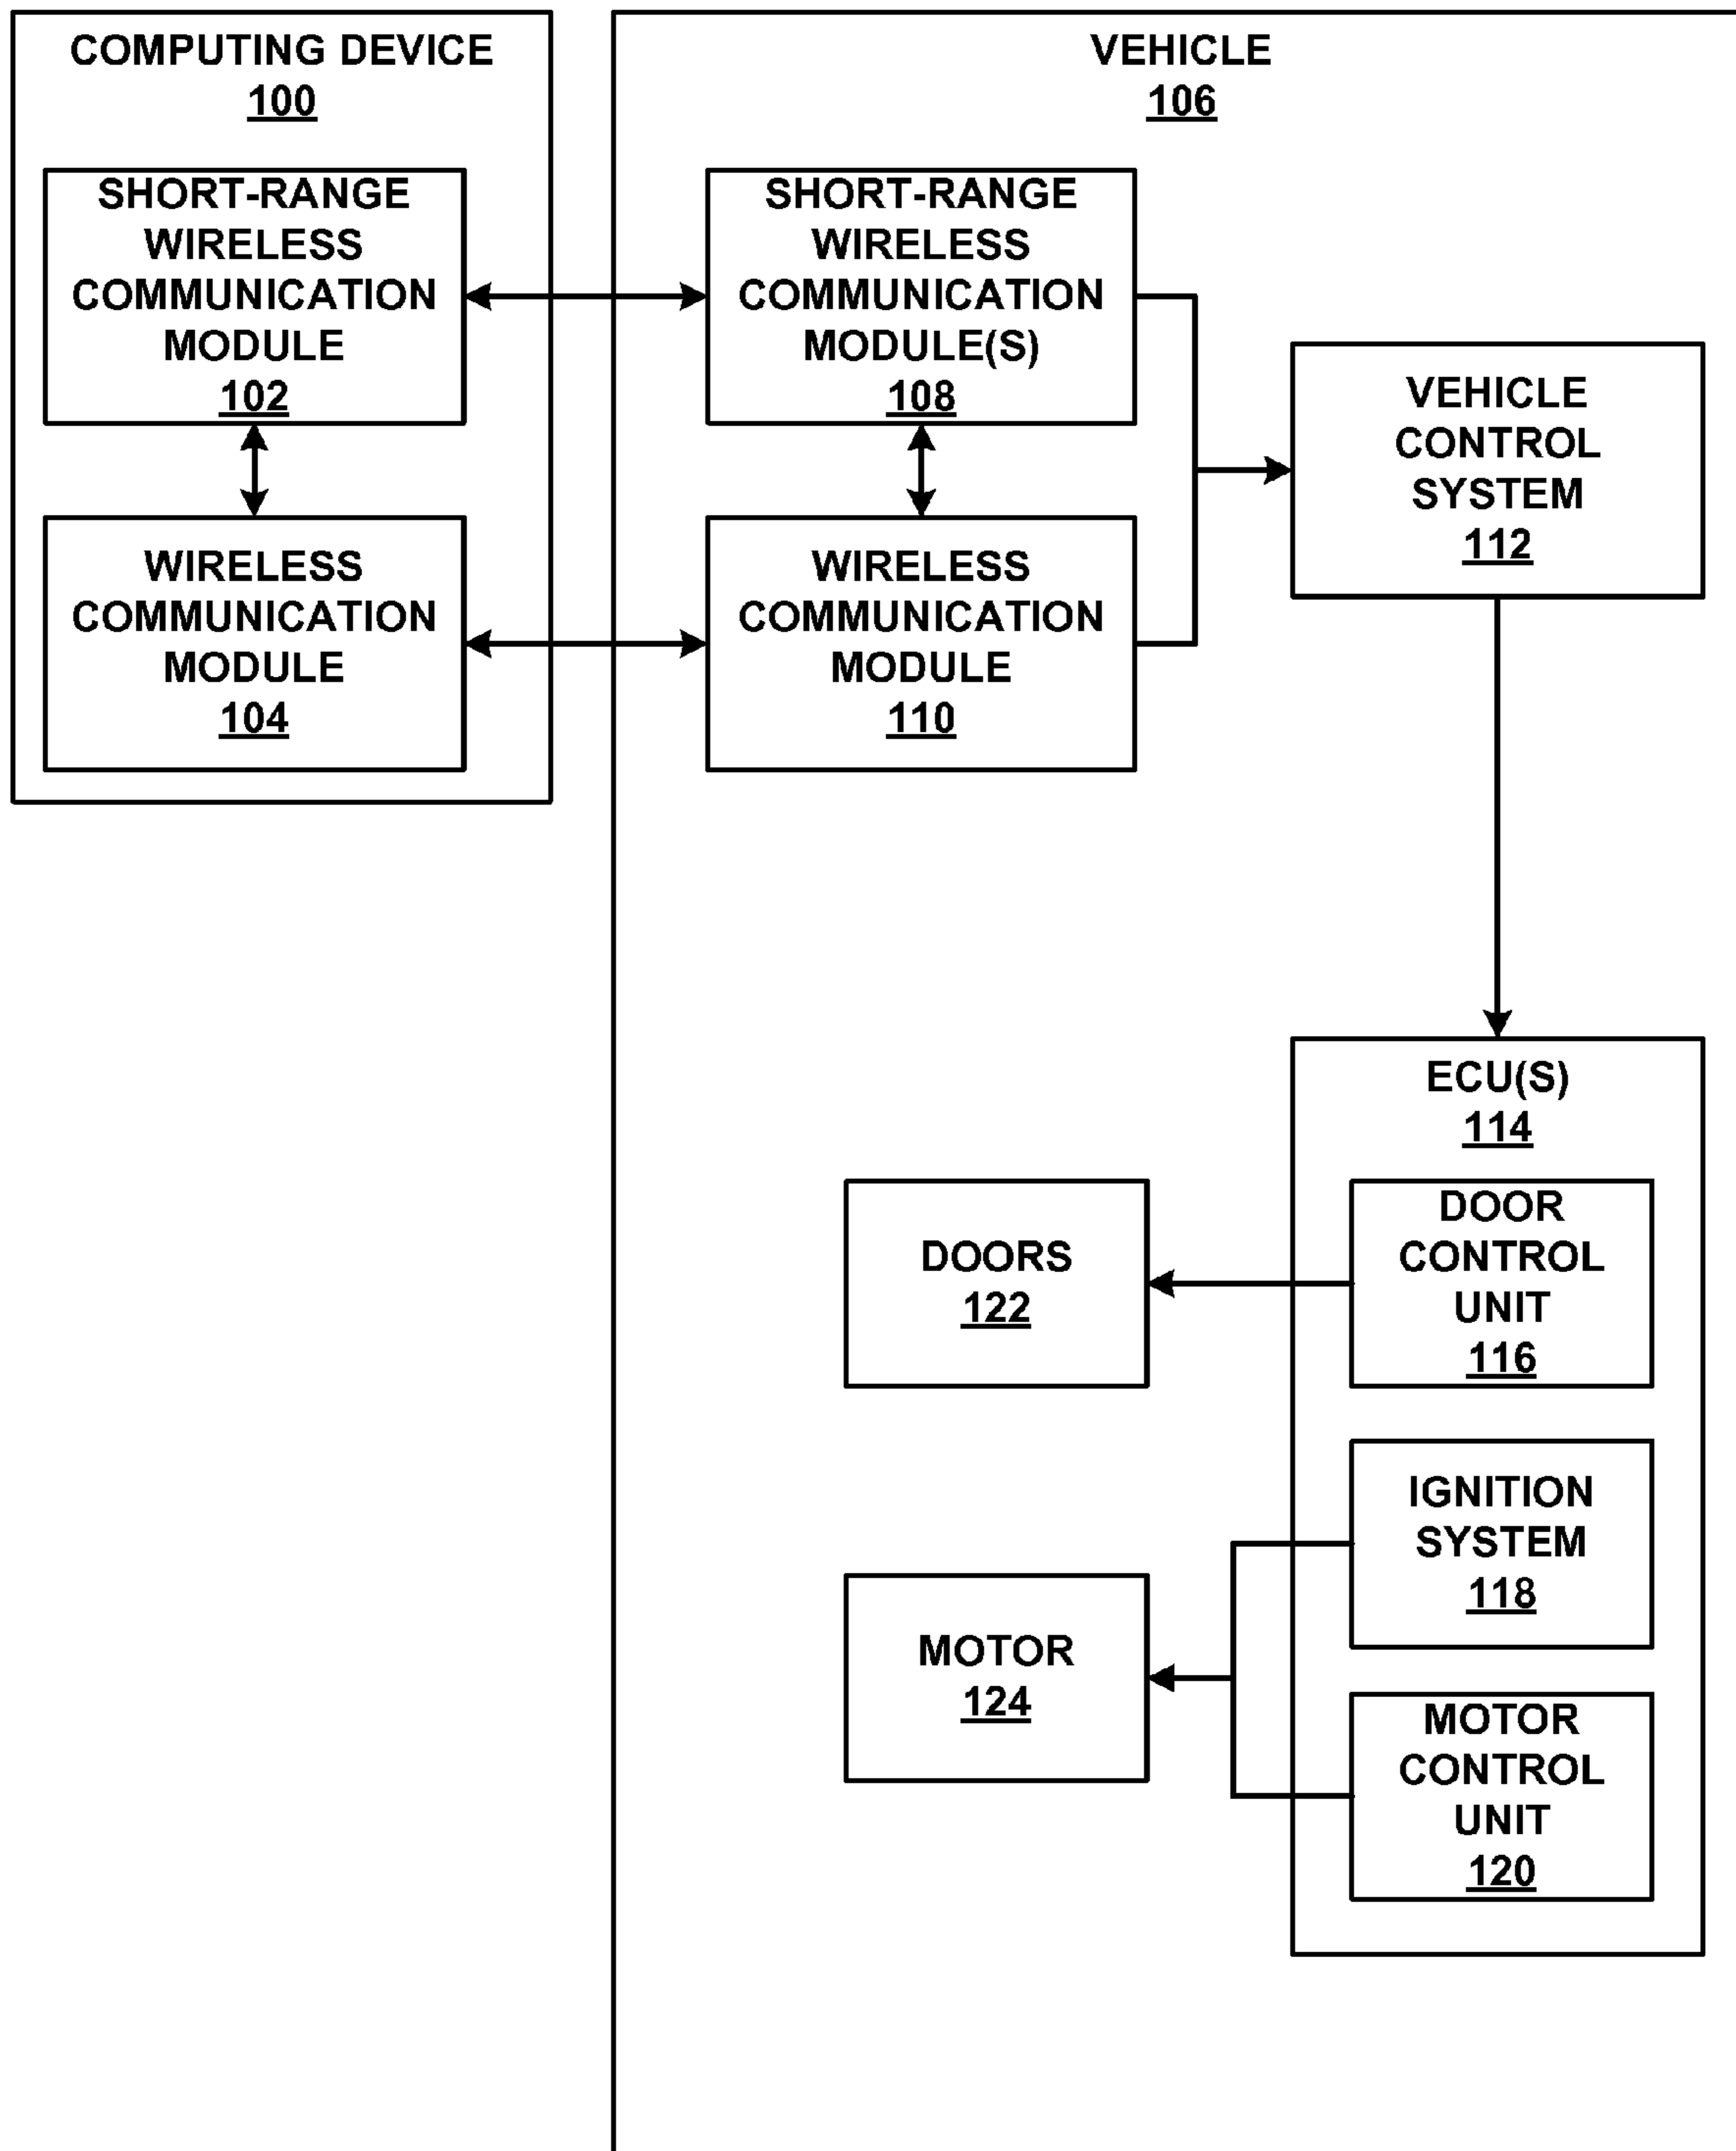 COMPUTING DEVICE
100
SHORT-RANGE
WIRELESS
COMMUNICATION
MODULE
102
WIRELESS
COMMUNICATION
MODULE
104
VEHICLE
106
SHORT-RANGE
WIRELESS
COMMUNICATION
MODULE(S)
108
WIRELESS
COMMUNICATION
MODULE
110
VEHICLE
CONTROL
SYSTEM
112
ECU(S)
114
DOOR
CONTROL
UNIT
116
DOORS
122
IGNITION
SYSTEM
118
MOTOR
124
MOTOR
CONTROL
UNIT
120